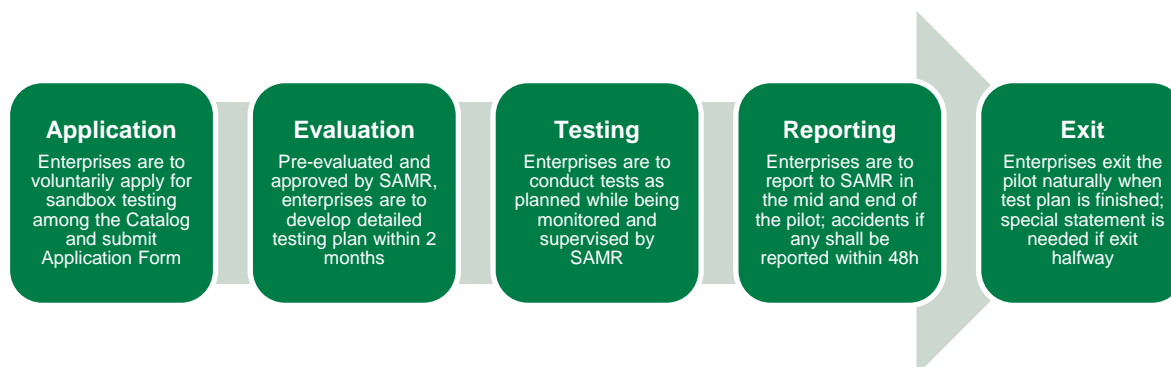 Application
Enterprises are to
voluntarily apply for
sandbox testing
among the Catalog
and submit
Application Form
Evaluation
Pre-evaluated and
approved by SAMR,
enterprises are to
develop detailed
testing plan within 2
months
Testing
Enterprises are to
conduct tests as
planned while being
monitored and
supervised by
SAMR
Reporting
Enterprises are to
report to SAMR in
the mid and end of
the pilot; accidents if
any shall be
reported within 48h
Exit
Enterprises exit the
pilot naturally when
test plan is finished;
special statement is
needed if exit
halfway